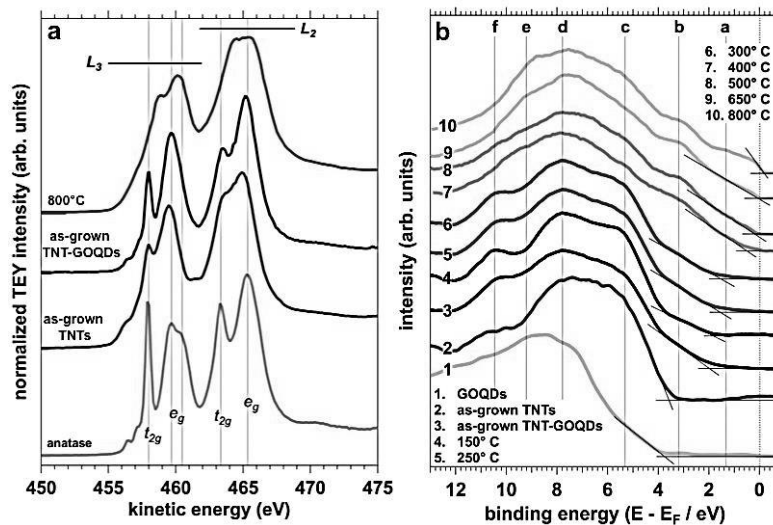 a
L₃
L₂
800°C
as-grown
TNT-GOQDs
as-grown
TNTs
anatase
t₂g
e_g
t₂g
e_g
normalized TEY intensity (arb. units)
450 455 460 465 470 475
kinetic energy (eV)
b
f e d c b a
6. 300° C
7. 400° C
8. 500° C
9. 650° C
10. 800° C
10
9
8
7
6
5
4
3
2
1
1. GOQDs
2. as-grown TNTs
3. as-grown TNT-GOQDs
4. 150° C
5. 250° C
intensity (arb. units)
12 10 8 6 4 2 0
binding energy (E - E_F / eV)